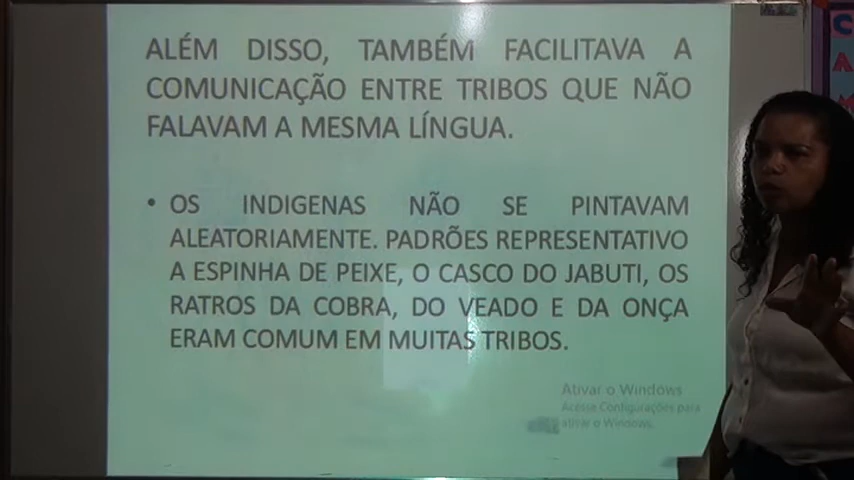 ALÉM DISSO, TAMBÉM FACILITAVA A
COMUNICAÇÃO ENTRE TRIBOS QUE NÃO
FALAVAM A MESMA LÍNGUA.
• OS INDIGENAS NÃO SE PINTAVAM
ALEATORIAMENTE. PADRÕES REPRESENTATIVO
A ESPINHA DE PEIXE, O CASCO DO JABUTI, OS
RATROS DA COBRA, DO VEADO E DA ONÇA
ERAM COMUM EM MUITAS TRIBOS.
Ativar o Windows
Acesse Configurações para
ativar o Windows.
C
A
M